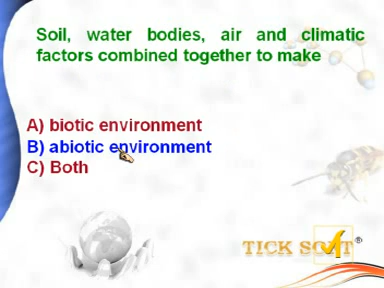 Soil, water bodies, air and climatic
factors combined together to make
A) biotic environment
B) abiotic environment
C) Both
TICK SOFT®